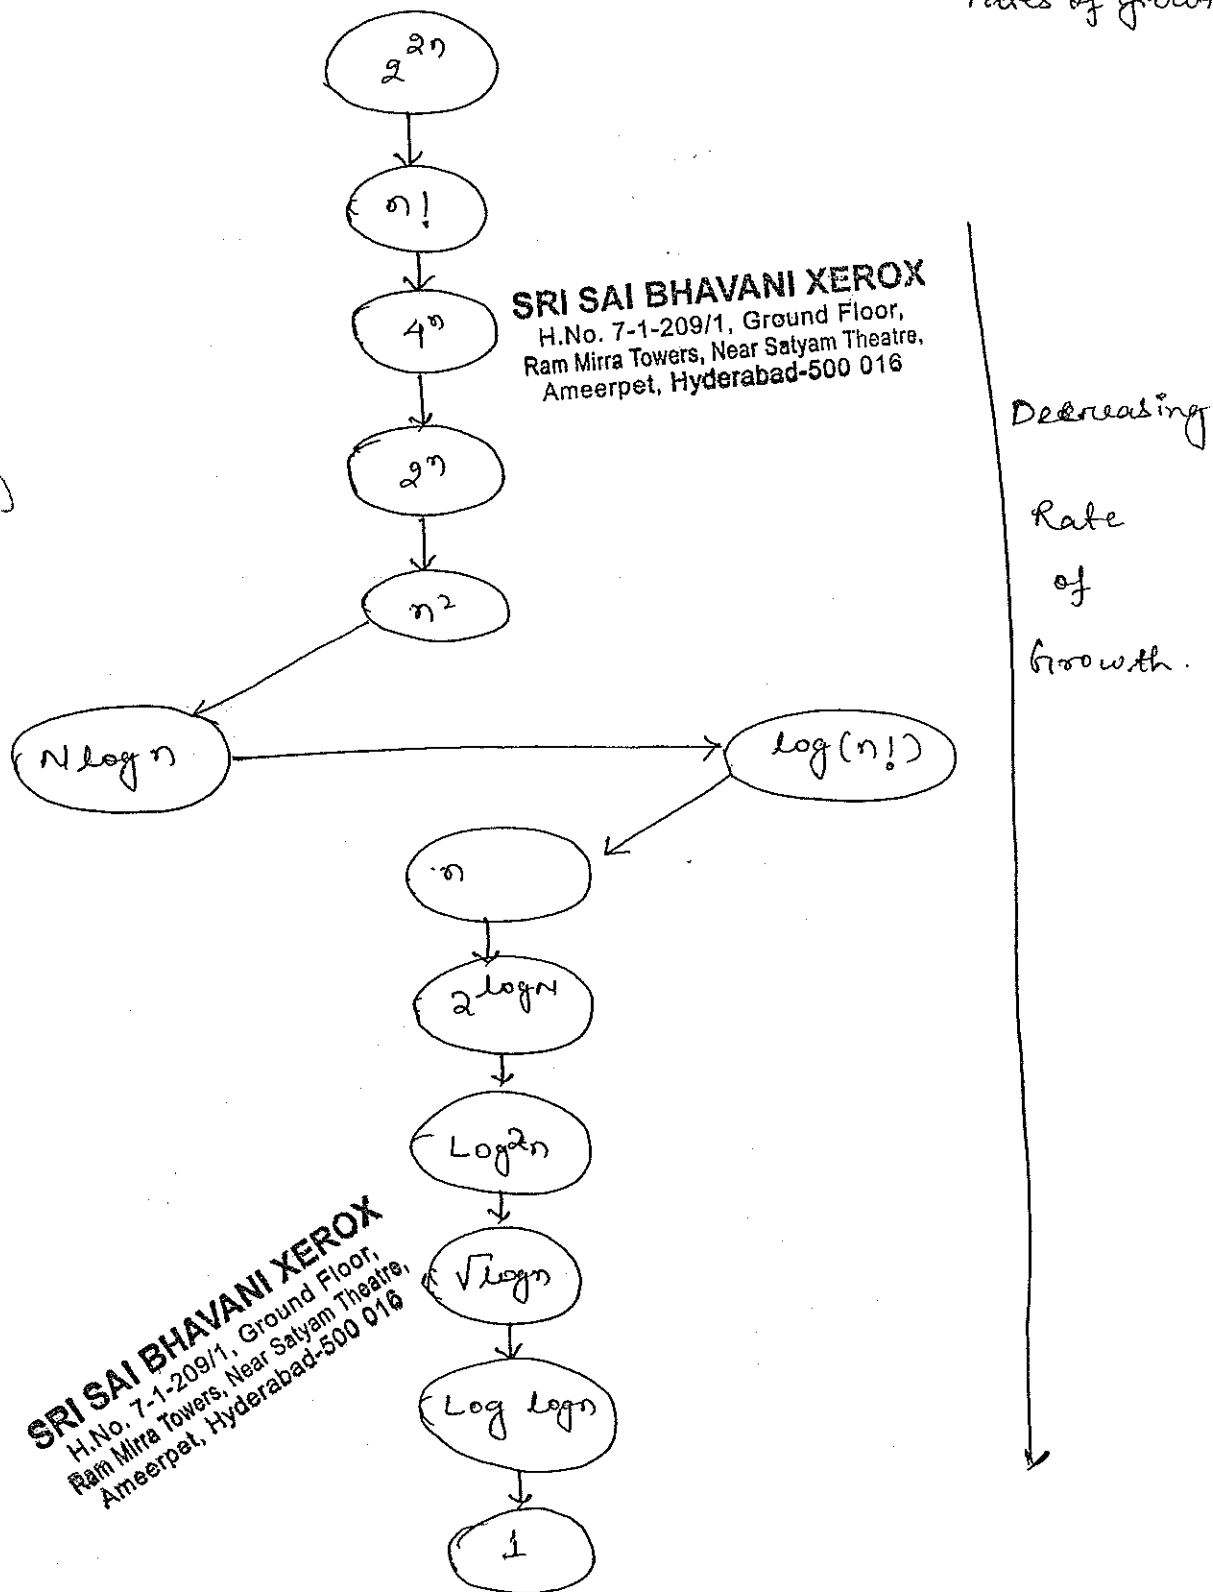 rates of grow
2^2n
n!
SRI SAI BHAVANI XEROX
H.No. 7-1-209/1, Ground Floor,
Ram Mirra Towers, Near Satyam Theatre,
Ameerpet, Hyderabad-500 016
4^n
Decreasing
2^n
Rate
of
n^2
Growth.
N log n
log(n!)
n
2^logN
Log^2n
√logn
SRI SAI BHAVANI XEROX
H.No. 7-1-209/1, Ground Floor,
Ram Mirra Towers, Near Satyam Theatre,
Ameerpet, Hyderabad-500 016
Log logn
1